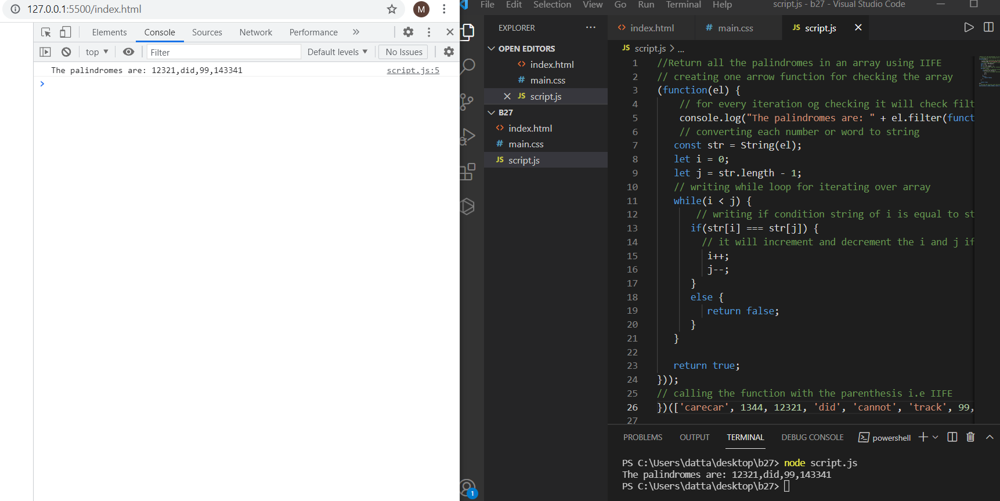 127.0.0.1:5500/index.html
M
Elements Console Sources Network Performance »
top Filter Default levels No Issues
The palindromes are: 12321,did,99,143341 script.js:5
File Edit Selection View Go Run Terminal Help script.js - b27 - Visual Studio Code
EXPLORER
OPEN EDITORS
index.html
main.css
JS script.js
B27
index.html
main.css
JS script.js
1
index.html # main.css JS script.js
JS script.js > ...
1 //Return all the palindromes in an array using IIFE
2 // creating one arrow function for checking the array
3 (function(el) {
4 // for every iteration og checking it will check filt
5 console.log("The palindromes are: " + el.filter(funct
6 // converting each number or word to string
7 const str = String(el);
8 let i = 0;
9 let j = str.length - 1;
10 // writing while loop for iterating over array
11 while(i < j) {
12 // writing if condition string of i is equal to st
13 if(str[i] === str[j]) {
14 // it will increment and decrement the i and j if
15 i++;
16 j--;
17 }
18 else {
19 return false;
20 }
21 }
22
23 return true;
24 }));
25 // calling the function with the parenthesis i.e IIFE
26 })(['carecar', 1344, 12321, 'did', 'cannot', 'track', 99,
27
PROBLEMS OUTPUT TERMINAL DEBUG CONSOLE powershell
PS C:\Users\datta\desktop\b27> node script.js
The palindromes are: 12321,did,99,143341
PS C:\Users\datta\desktop\b27>